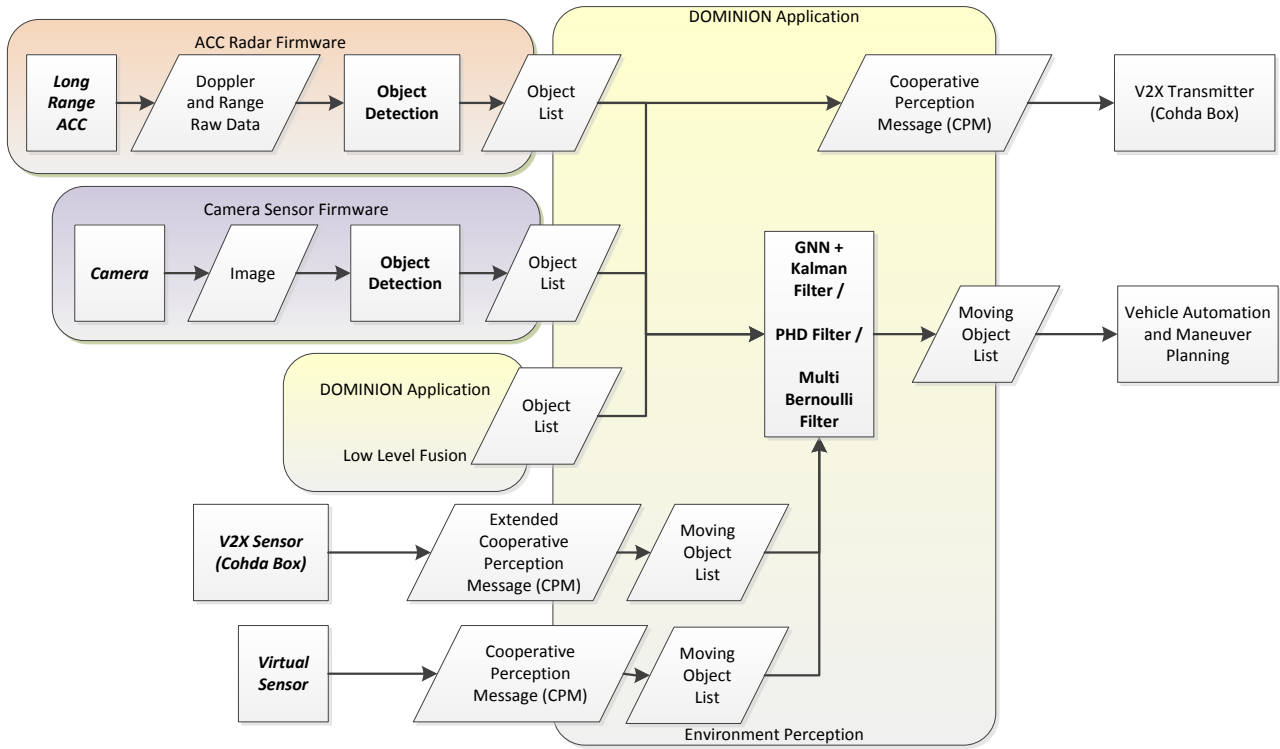 DOMINION Application
ACC Radar Firmware
Long
Range
ACC
Doppler
and Range
Raw Data
Object
Detection
Object
List
Cooperative
Perception
Message (CPM)
V2X Transmitter
(Cohda Box)
Camera Sensor Firmware
Camera
Image
Object
Detection
Object
List
GNN +
Kalman
Filter /
PHD Filter /
Multi
Bernoulli
Filter
Moving
Object
List
Vehicle Automation
and Maneuver
Planning
DOMINION Application
Low Level Fusion
Object
List
V2X Sensor
(Cohda Box)
Extended
Cooperative
Perception
Message (CPM)
Moving
Object
List
Virtual
Sensor
Cooperative
Perception
Message (CPM)
Moving
Object
List
Environment Perception